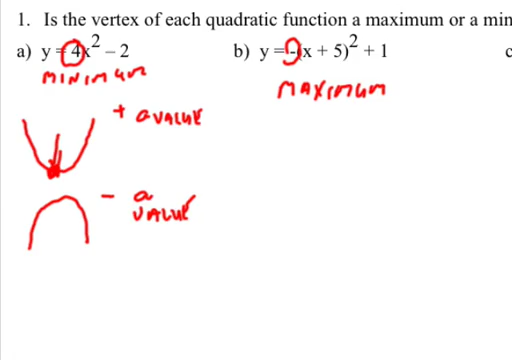 1. Is the vertex of each quadratic function a maximum or a min
a) y = 4x² – 2
b) y = -(x + 5)² + 1
c
MINIMUM
MAXIMUM
+ a VALUE
- a
VALUE